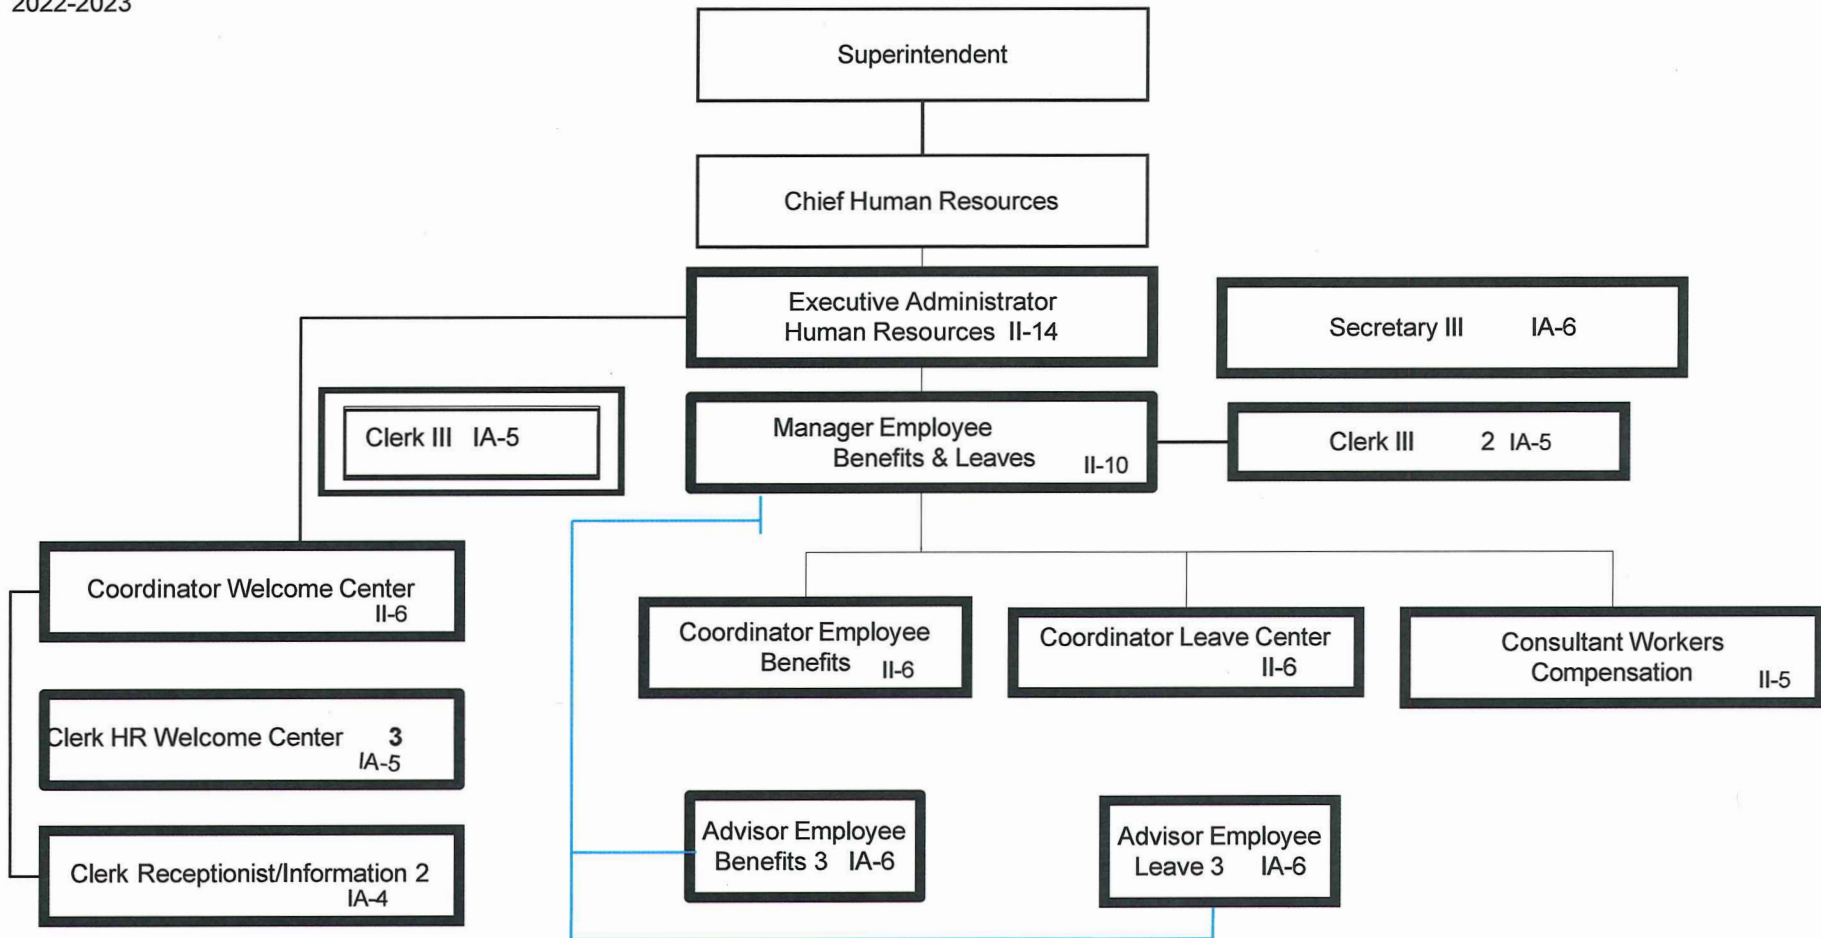 2022-2023
Superintendent
Chief Human Resources
Executive Administrator
Human Resources II-14
Secretary III IA-6
Clerk III IA-5
Manager Employee
Benefits & Leaves II-10
Clerk III 2 IA-5
Coordinator Welcome Center
II-6
Coordinator Employee
Benefits II-6
Coordinator Leave Center
II-6
Consultant Workers
Compensation II-5
Clerk HR Welcome Center 3
IA-5
Advisor Employee
Benefits 3 IA-6
Advisor Employee
Leave 3 IA-6
Clerk Receptionist/Information 2
IA-4